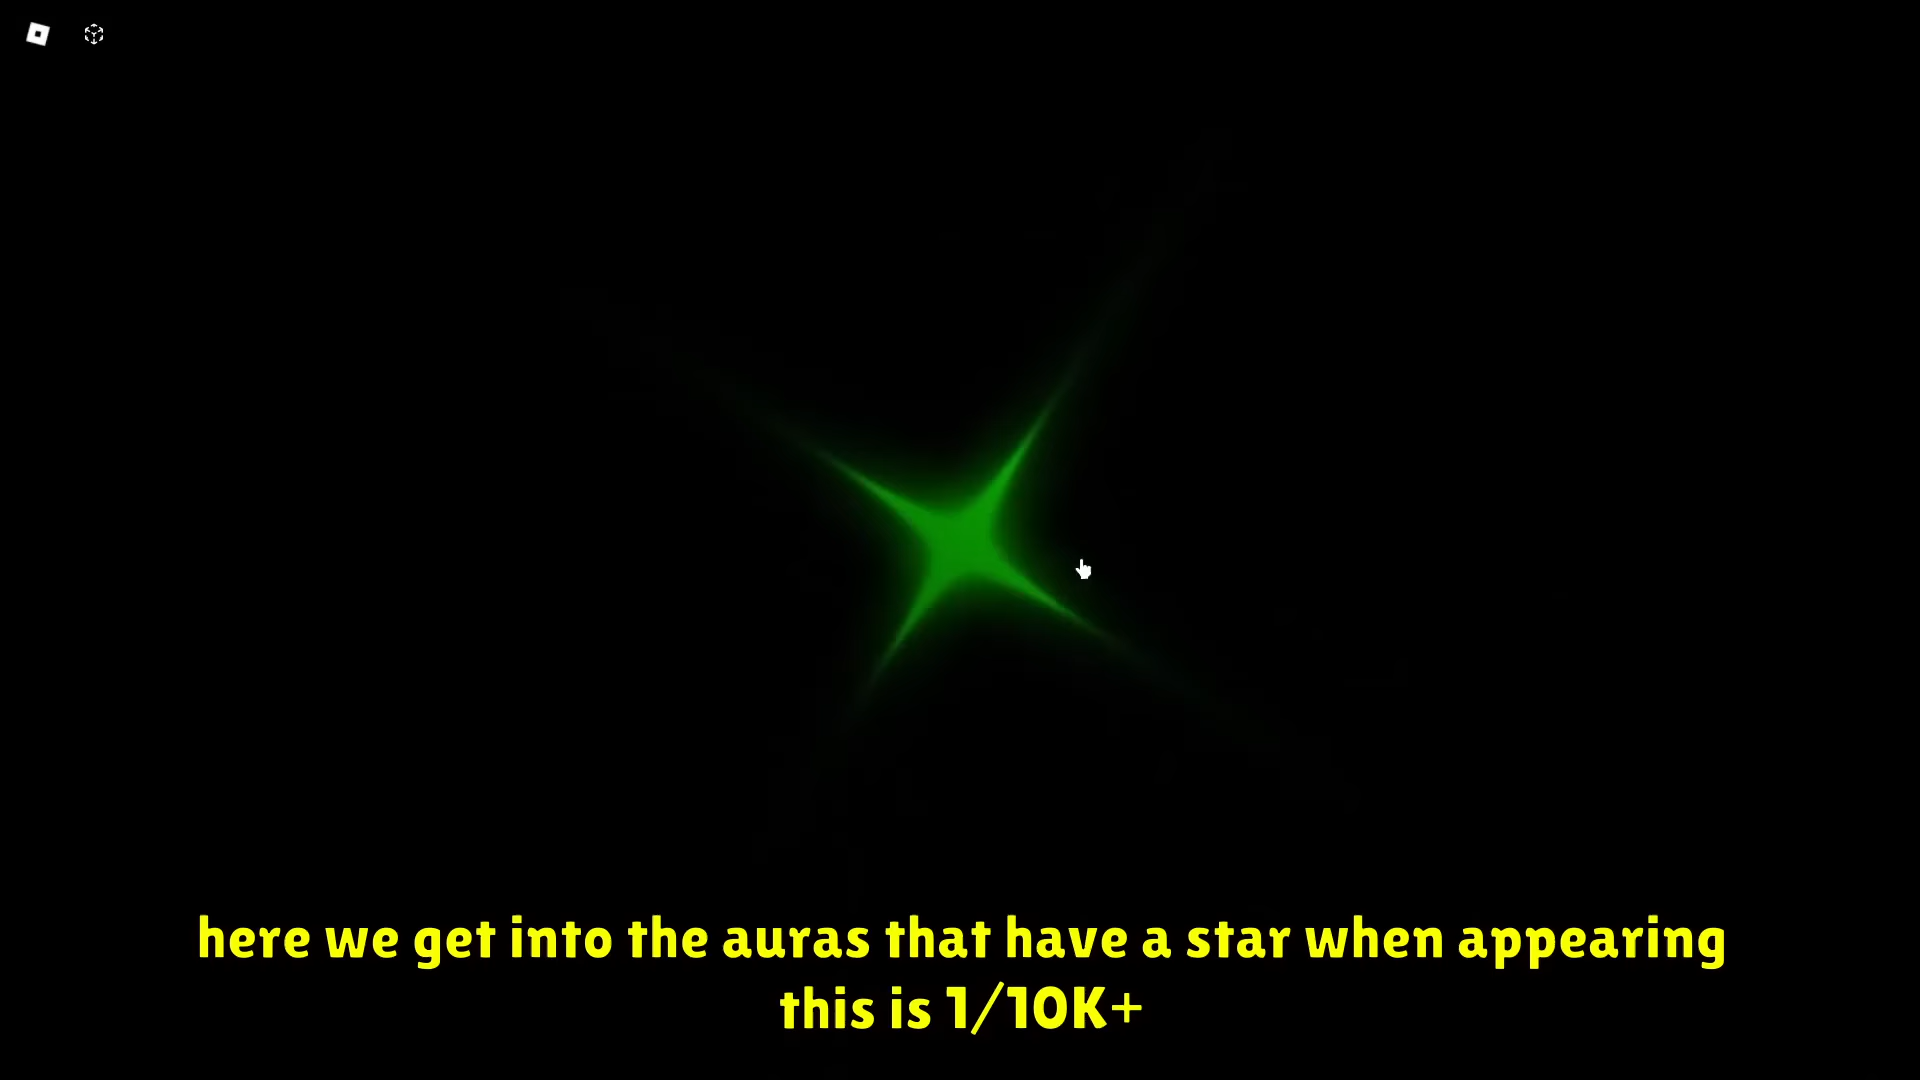 here we get into the auras that have a star when appearing
this is 1/10K+